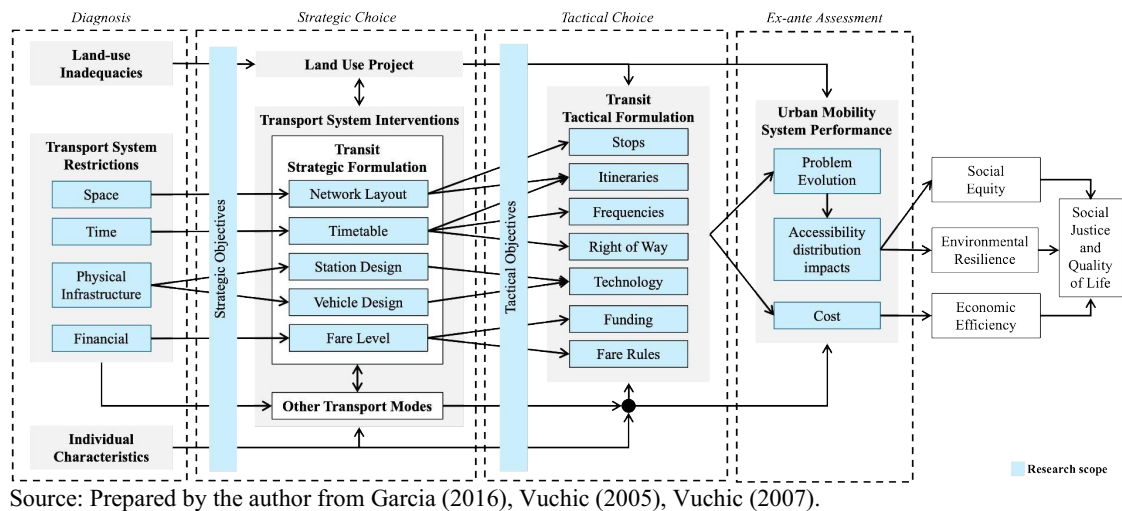 Diagnosis
Strategic Choice
Tactical Choice
Ex-ante Assessment
Land-use
Inadequacies
Transport System
Restrictions
Space
Time
Physical
Infrastructure
Financial
Individual
Characteristics
Strategic Objectives
Land Use Project
Transport System Interventions
Transit
Strategic Formulation
Network Layout
Timetable
Station Design
Vehicle Design
Fare Level
Other Transport Modes
Tactical Objectives
Transit
Tactical Formulation
Stops
Itineraries
Frequencies
Right of Way
Technology
Funding
Fare Rules
Urban Mobility
System Performance
Problem
Evolution
Accessibility
distribution
impacts
Cost
Social
Equity
Environmental
Resilience
Economic
Efficiency
Social
Justice
and
Quality
of Life
Research scope
Source: Prepared by the author from Garcia (2016), Vuchic (2005), Vuchic (2007).